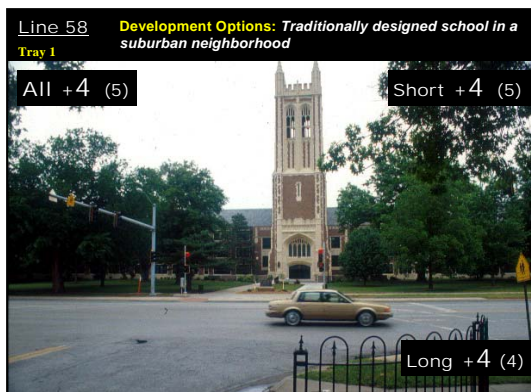 Line 58
Tray 1
Development Options: Traditionally designed school in a
suburban neighborhood
All +4 (5)
Short +4 (5)
Long +4 (4)